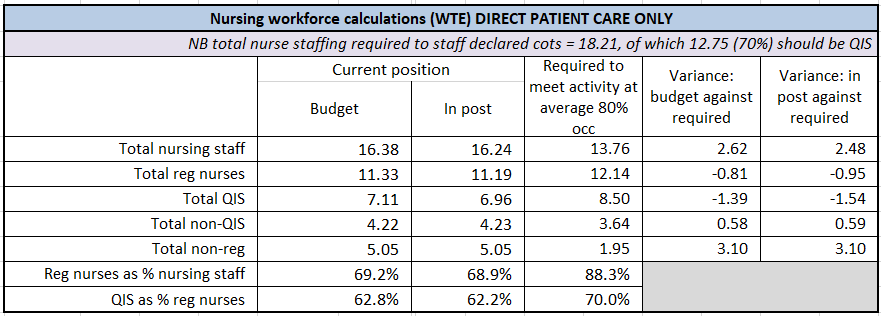 Nursing workforce calculations (WTE) DIRECT PATIENT CARE ONLY
NB total nurse staffing required to staff declared cots = 18.21, of which 12.75 (70%) should be QIS
Current position
Budget
In post
Required to
meet activity at
average 80%
occ
Variance:
budget against
required
Variance: in
post against
required
Total nursing staff 16.38 16.24 13.76 2.62 2.48
Total reg nurses 11.33 11.19 12.14 -0.81 -0.95
Total QIS 7.11 6.96 8.50 -1.39 -1.54
Total non-QIS 4.22 4.23 3.64 0.58 0.59
Total non-reg 5.05 5.05 1.95 3.10 3.10
Reg nurses as % nursing staff 69.2% 68.9% 88.3%
QIS as % reg nurses 62.8% 62.2% 70.0%